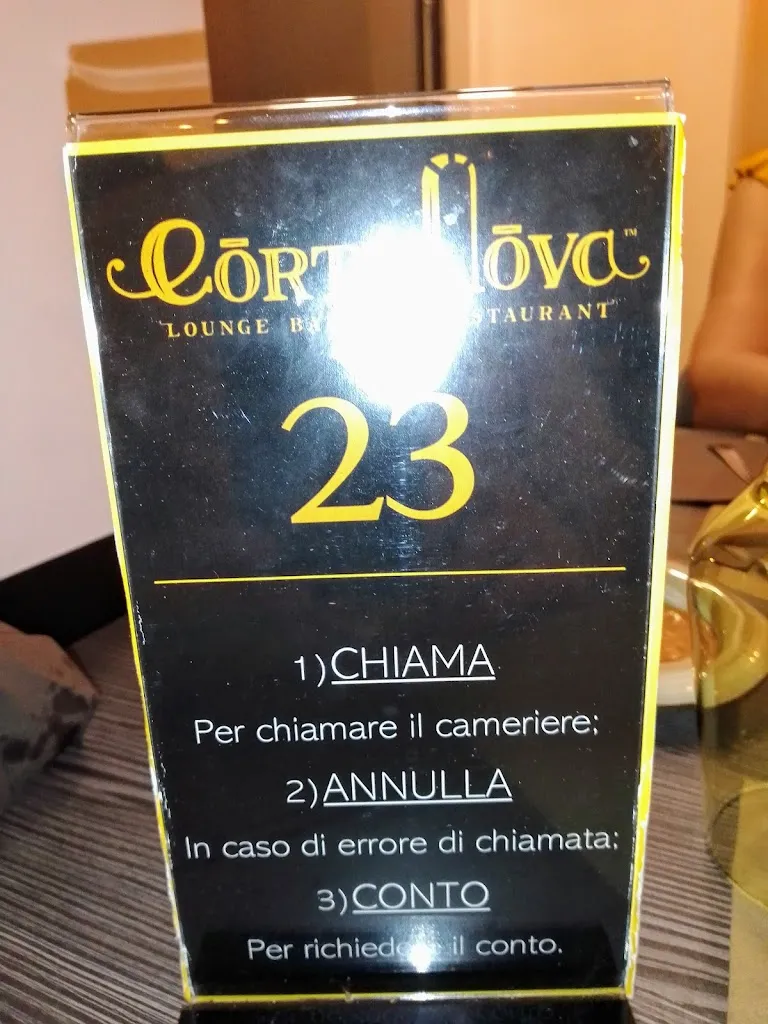 LOUNGE
23
1) CHIAMA
Per chiamare il cameriere;
2) ANNULLA
In caso di errore di chiamata;
3) CONTO
Per il conto.